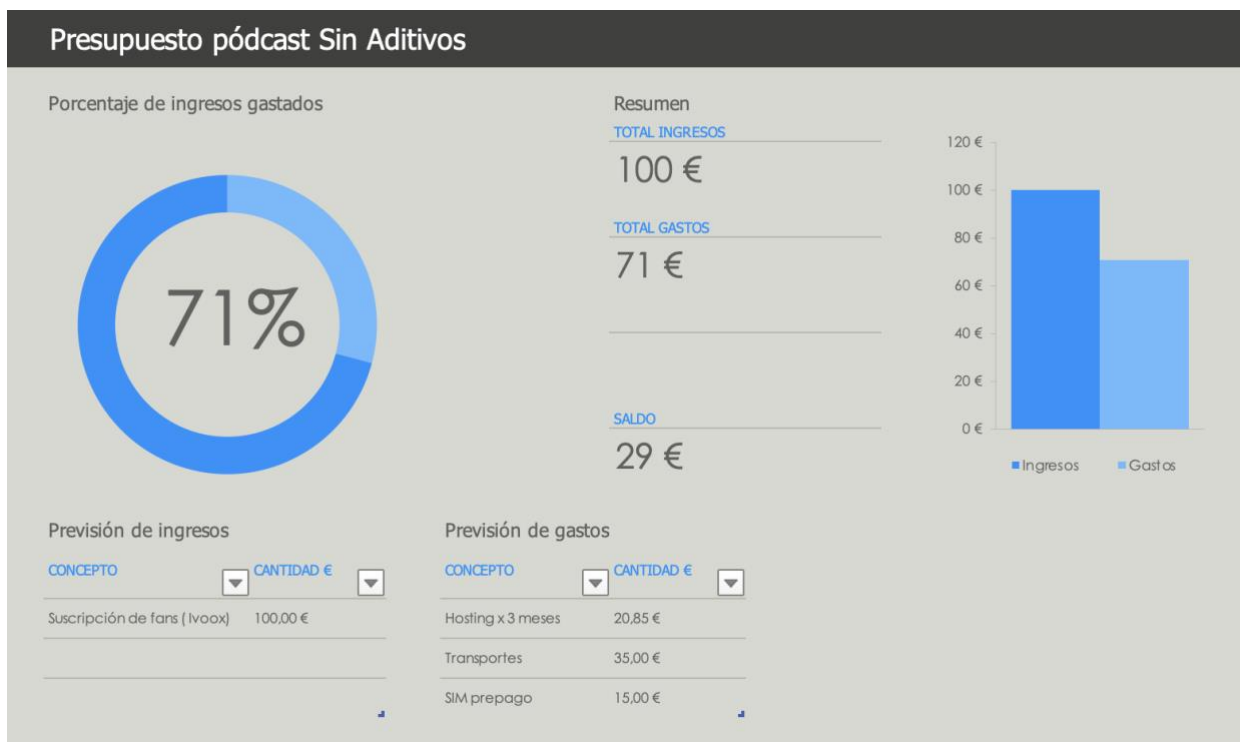 Presupuesto pódcast Sin Aditivos
Porcentaje de ingresos gastados
71%
Resumen
TOTAL INGRESOS
100 €
TOTAL GASTOS
71 €
SALDO
29 €
120 €
100 €
80 €
60 €
40 €
20 €
0 €
Ingresos Gastos
Previsión de ingresos
CONCEPTO CANTIDAD €
Suscripción de fans ( Ivoox) 100,00 €
Previsión de gastos
CONCEPTO CANTIDAD €
Hosting x 3 meses 20,85 €
Transportes 35,00 €
SIM prepago 15,00 €